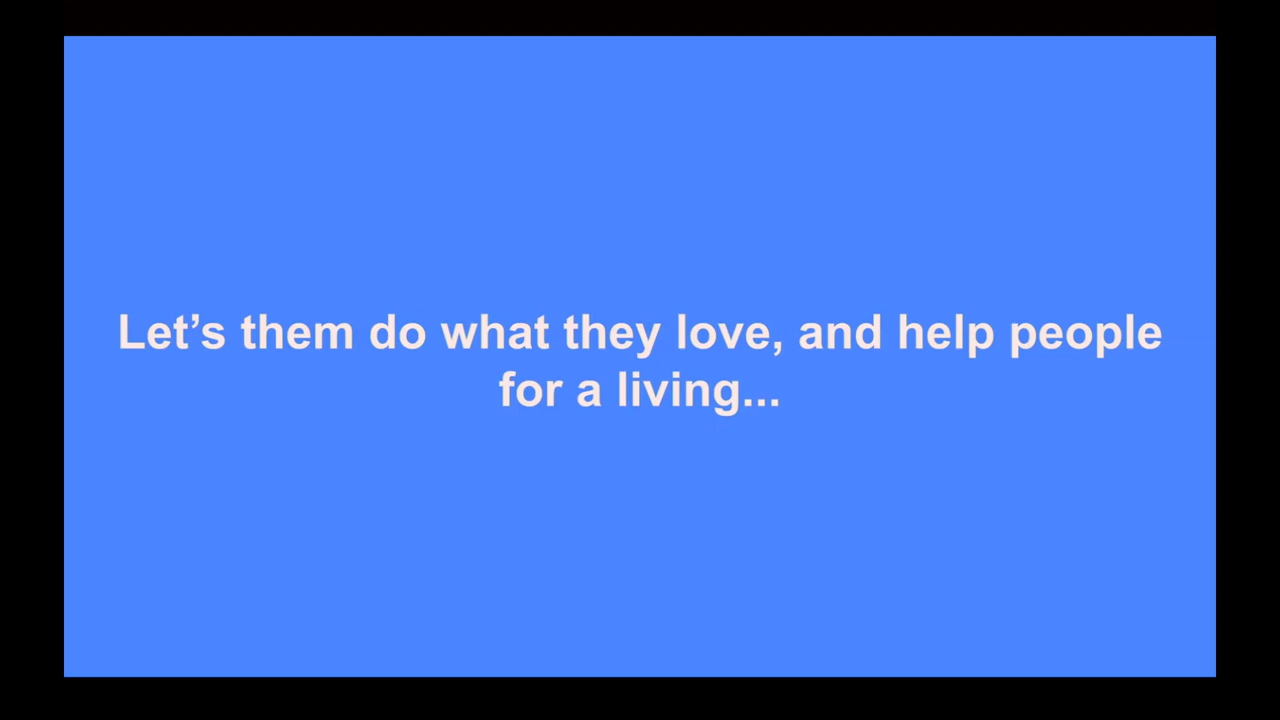 Let’s them do what they love, and help people
for a living...